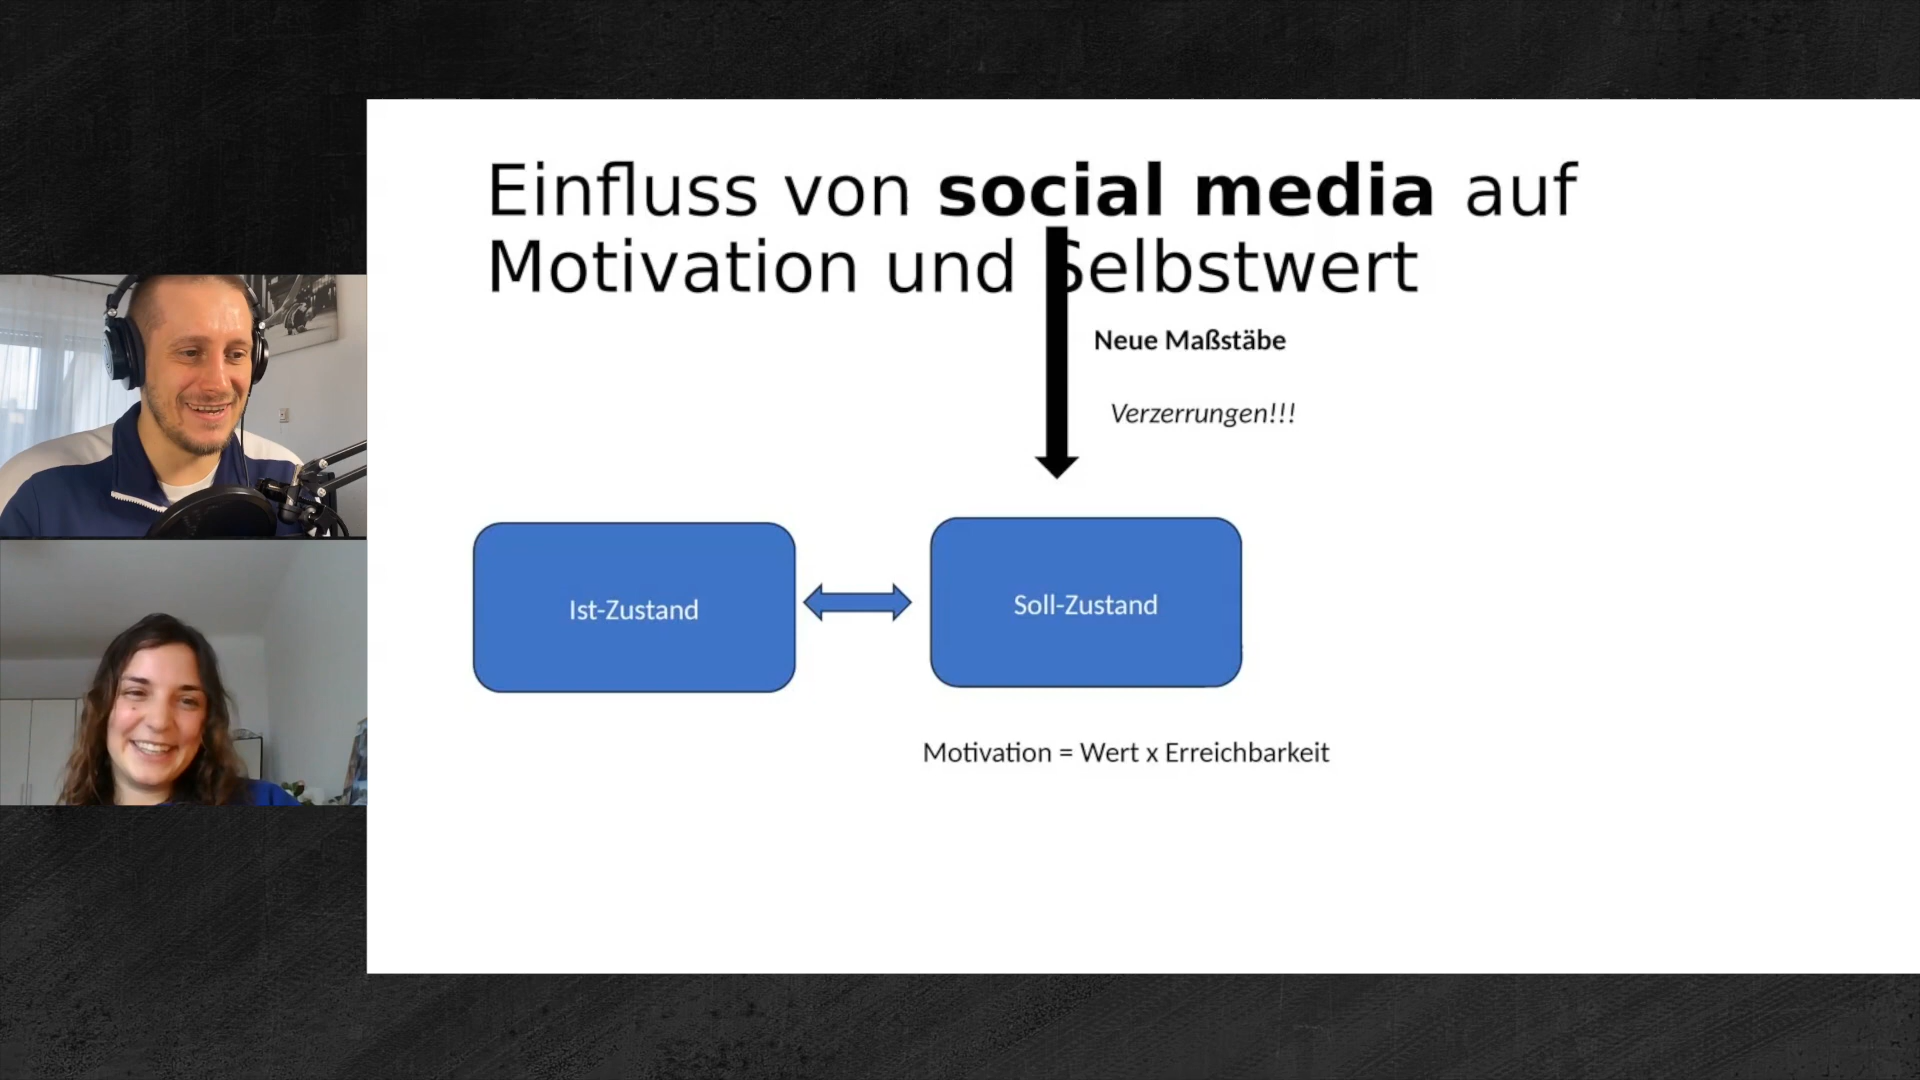 Einfluss von social media auf
Motivation und Selbstwert
Neue Maßstäbe
Verzerrungen!!!
Ist-Zustand
Soll-Zustand
Motivation = Wert x Erreichbarkeit